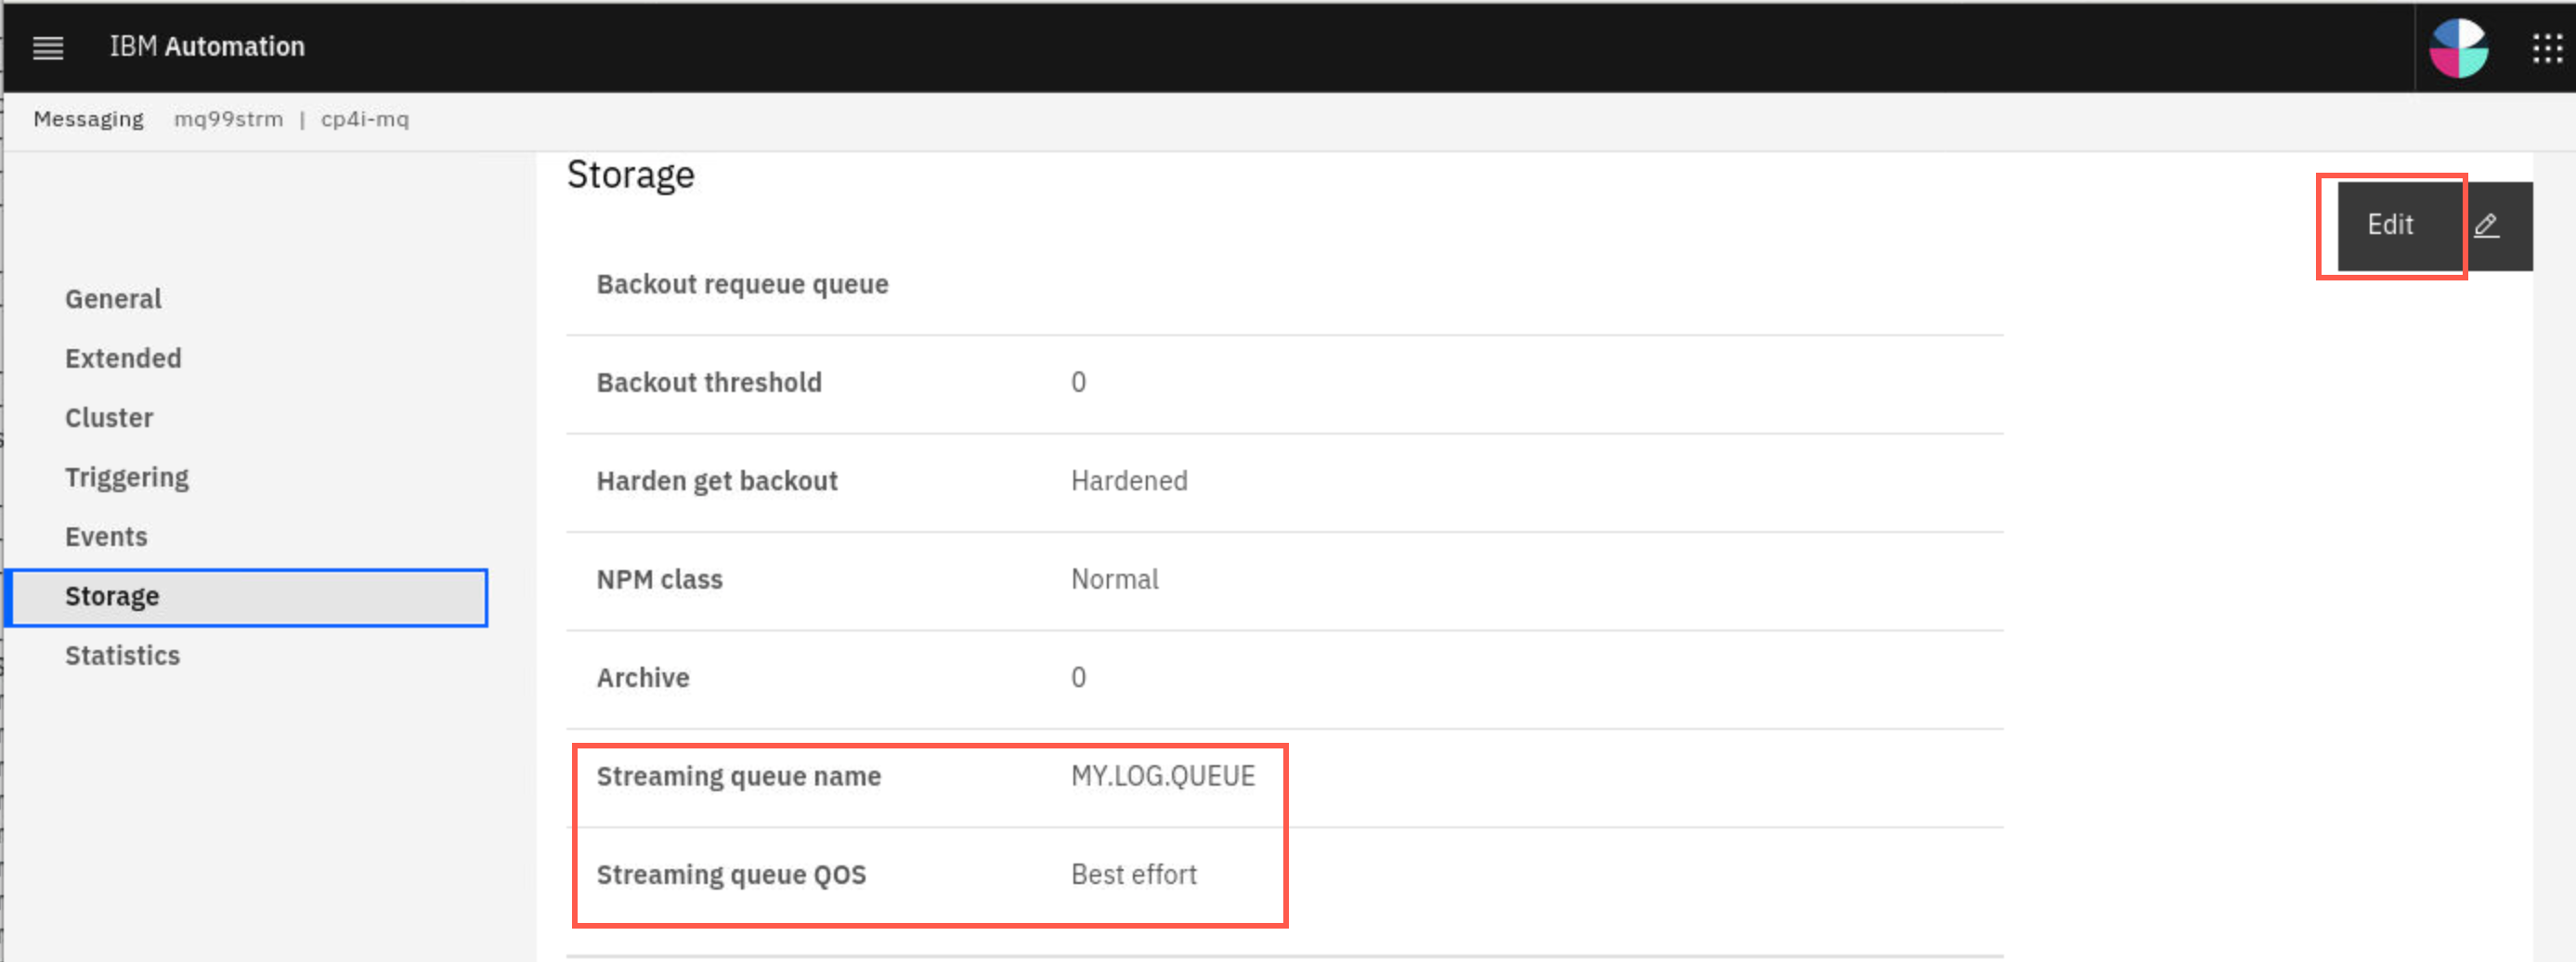 IBM Automation
Messaging mq99strm | cp4i-mq
Storage
Edit
General
Extended
Cluster
Triggering
Events
Storage
Statistics
Backout requeue queue
Backout threshold 0
Harden get backout Hardened
NPM class Normal
Archive 0
Streaming queue name MY.LOG.QUEUE
Streaming queue QOS Best effort